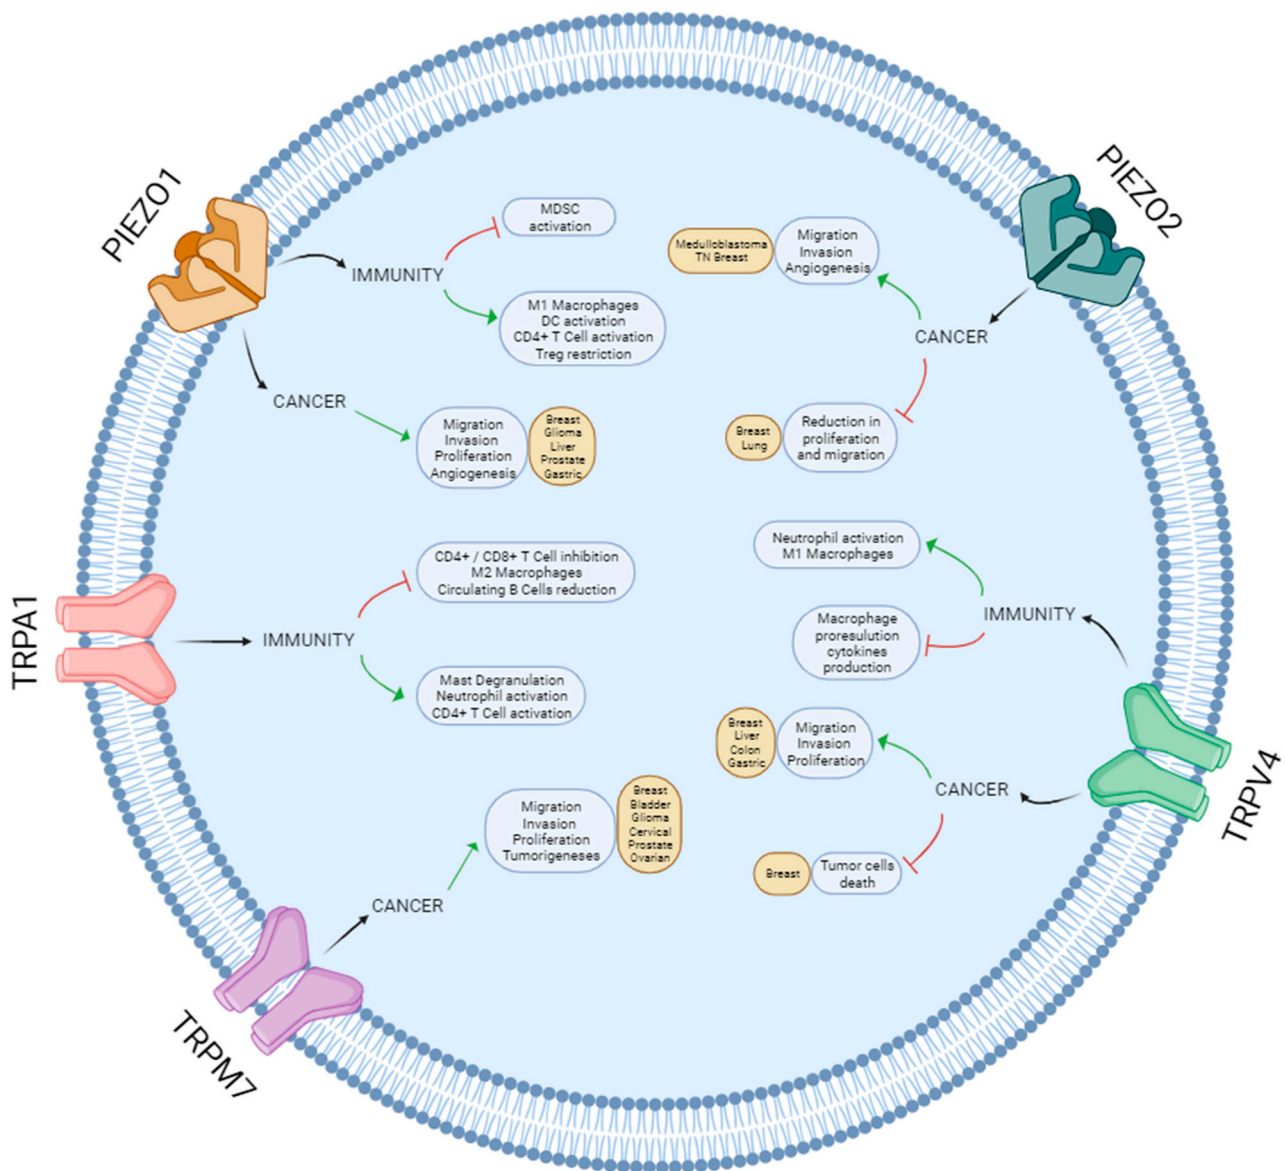 PIEZO1
IMMUNITY
MDSC
activation
M1 Macrophages
DC activation
CD4+ T Cell activation
Treg restriction
CANCER
Migration
Invasion
Proliferation
Angiogenesis
Breast
Glioma
Liver
Prostate
Gastric
PIEZO2
CANCER
Medulloblastoma
TN Breast
Migration
Invasion
Angiogenesis
Breast
Lung
Reduction in
proliferation
and migration
TRPA1
IMMUNITY
CD4+ / CD8+ T Cell inhibition
M2 Macrophages
Circulating B Cells reduction
Mast Degranulation
Neutrophil activation
CD4+ T Cell activation
TRPV4
IMMUNITY
Neutrophil activation
M1 Macrophages
Macrophage
proresulution
cytokines
production
CANCER
Breast
Liver
Colon
Gastric
Migration
Invasion
Proliferation
Breast
Tumor cells
death
TRPM7
CANCER
Migration
Invasion
Proliferation
Tumorigeneses
Breast
Bladder
Glioma
Cervical
Prostate
Ovarian